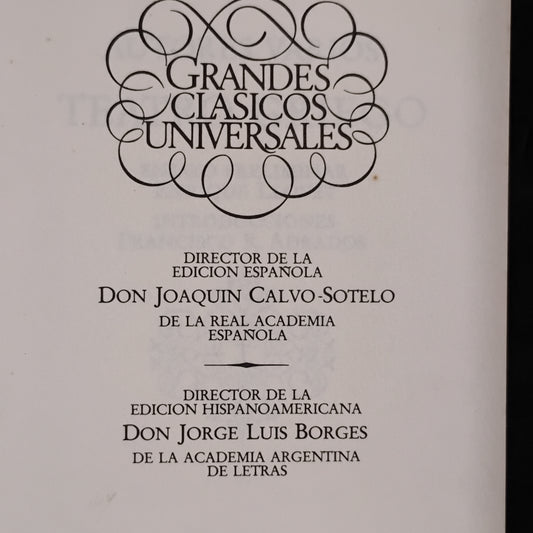 GRANDES
CLASICOS
UNIVERSALES
DIRECTOR DE LA
EDICION ESPAÑOLA
DON JOAQUIN CALVO-SOTELO
DE LA REAL ACADEMIA
ESPAÑOLA
DIRECTOR DE LA
EDICION HISPANOAMERICANA
DON JORGE LUIS BORGES
DE LA ACADEMIA ARGENTINA
DE LETRAS